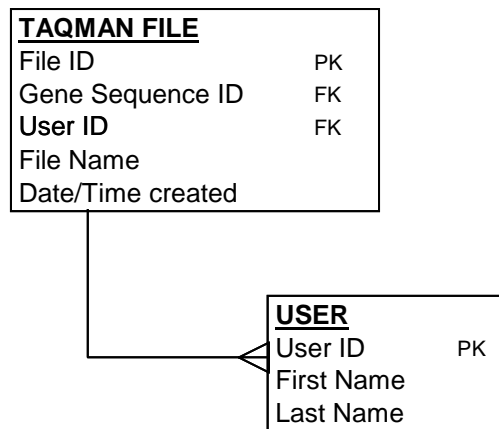 TAQMAN FILE
File ID PK
Gene Sequence ID FK
User ID FK
File Name
Date/Time created
USER
User ID PK
First Name
Last Name